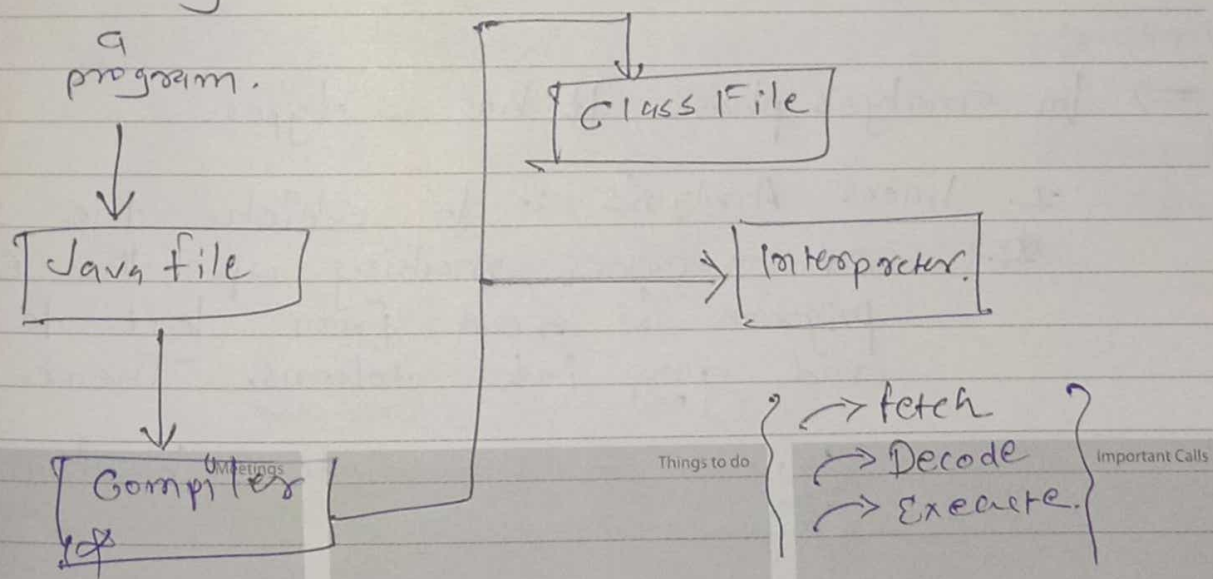 a
program.
Class File
Java file
Interpreter.
fetch
Decode
Execute.
Meetings
Things to do
Important Calls
Compiler